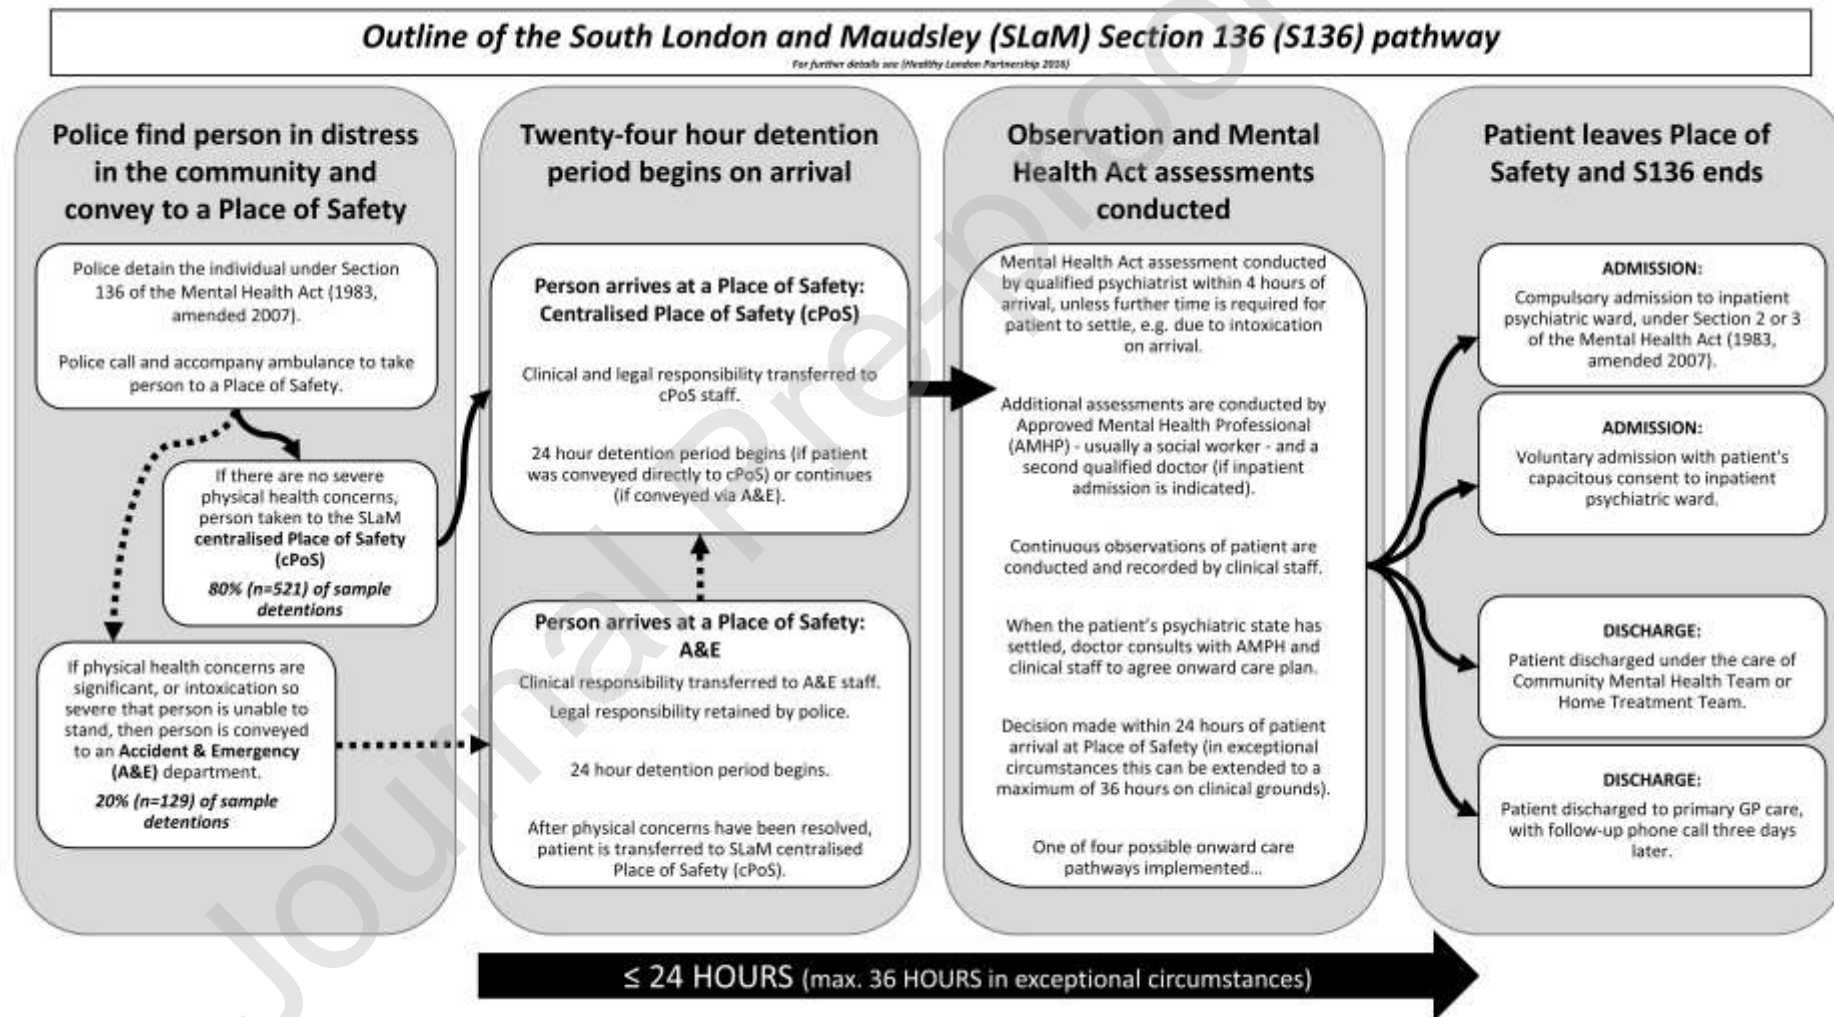 Outline of the South London and Maudsley (SLaM) Section 136 (S136) pathway
For further details see (Healthy London Partnership 2016)
Police find person in distress
in the community and
convey to a Place of Safety
Police detain the individual under Section
136 of the Mental Health Act (1983,
amended 2007).
Police call and accompany ambulance to take
person to a Place of Safety.
If there are no severe
physical health concerns,
person taken to the SLaM
centralised Place of Safety
(cPoS)
80% (n=521) of sample
detentions
If physical health concerns are
significant, or intoxication so
severe that person is unable to
stand, then person is conveyed
to an Accident & Emergency
(A&E) department.
20% (n=129) of sample
detentions
Twenty-four hour detention
period begins on arrival
Person arrives at a Place of Safety:
Centralised Place of Safety (cPoS)
Clinical and legal responsibility transferred to
cPoS staff.
24 hour detention period begins (if patient
was conveyed directly to cPoS) or continues
(if conveyed via A&E).
Person arrives at a Place of Safety:
A&E
Clinical responsibility transferred to A&E staff.
Legal responsibility retained by police.
24 hour detention period begins.
After physical concerns have been resolved,
patient is transferred to SLaM centralised
Place of Safety (cPoS).
Observation and Mental
Health Act assessments
conducted
Mental Health Act assessment conducted
by qualified psychiatrist within 4 hours of
arrival, unless further time is required for
patient to settle, e.g. due to intoxication
on arrival.
Additional assessments are conducted by
Approved Mental Health Professional
(AMHP) - usually a social worker - and a
second qualified doctor (if inpatient
admission is indicated).
Continuous observations of patient are
conducted and recorded by clinical staff.
When the patient's psychiatric state has
settled, doctor consults with AMPH and
clinical staff to agree onward care plan.
Decision made within 24 hours of patient
arrival at Place of Safety (in exceptional
circumstances this can be extended to a
maximum of 36 hours on clinical grounds).
One of four possible onward care
pathways implemented...
Patient leaves Place of
Safety and S136 ends
ADMISSION:
Compulsory admission to inpatient
psychiatric ward, under Section 2 or 3
of the Mental Health Act (1983,
amended 2007).
ADMISSION:
Voluntary admission with patient's
capacitous consent to inpatient
psychiatric ward.
DISCHARGE:
Patient discharged under the care of
Community Mental Health Team or
Home Treatment Team.
DISCHARGE:
Patient discharged to primary GP care,
with follow-up phone call three days
later.
≤ 24 HOURS (max. 36 HOURS in exceptional circumstances)
Journal Pre-proof